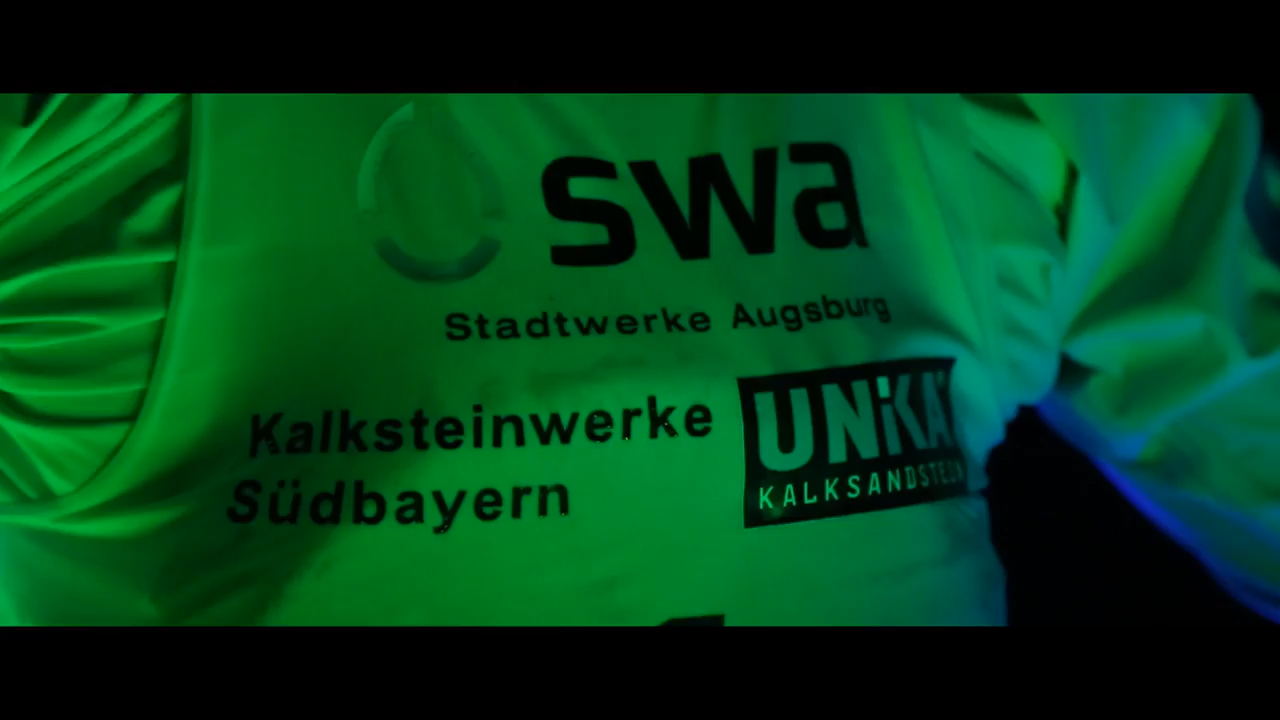 swa
Stadtwerke Augsburg
Kalksteinwerke
Südbayern
UNiKA
KALKSANDSTEIN